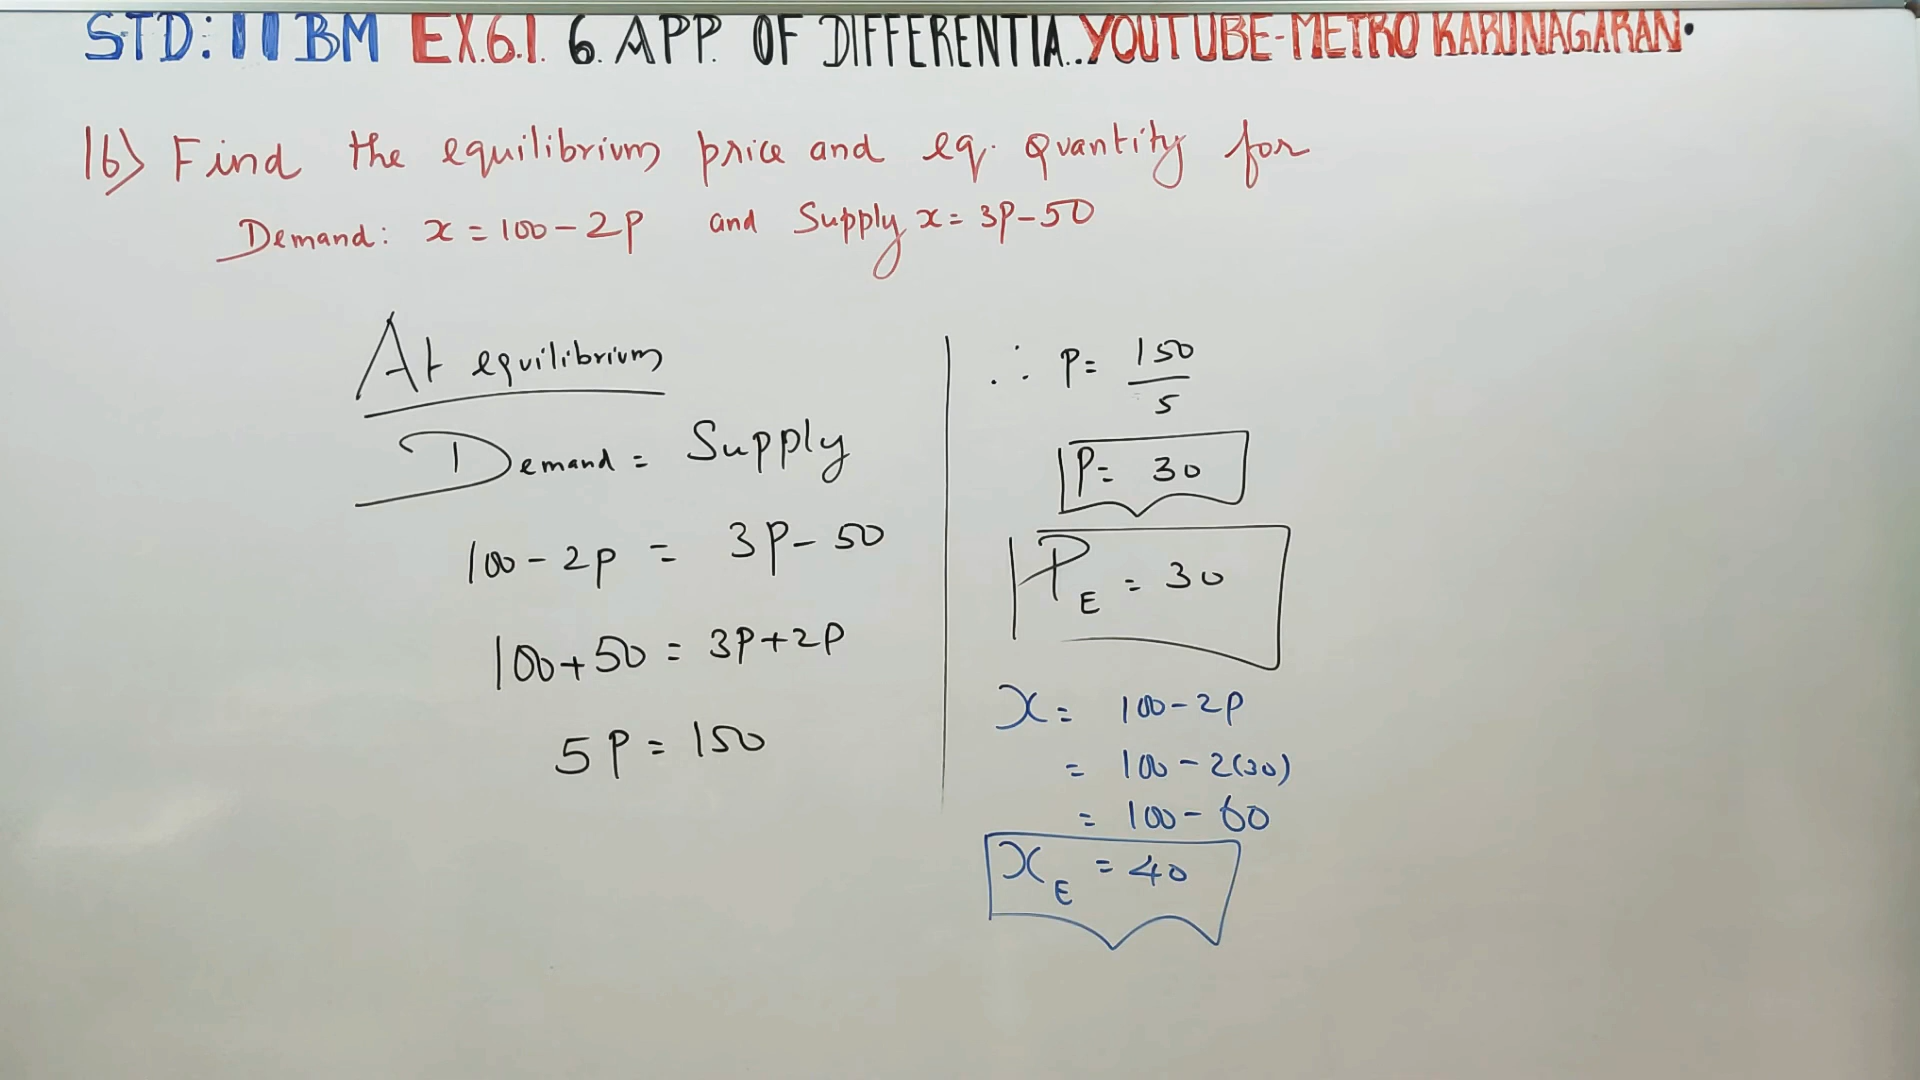 STD: 11 BM EX.6.1. 6. APP. OF DIFFERENTIA.. YOUTUBE-METRO KARUNAGARAN.
16) Find the equilibrium price and eq. Quantity for
Demand: x = 100 - 2p and Supply x = 3p - 50
At equilibrium
Demand = Supply
100 - 2p = 3p - 50
100 + 50 = 3p + 2p
5p = 150
∴ p = 150/5
p = 30
P_E = 30
x = 100 - 2p
= 100 - 2(30)
= 100 - 60
x_E = 40